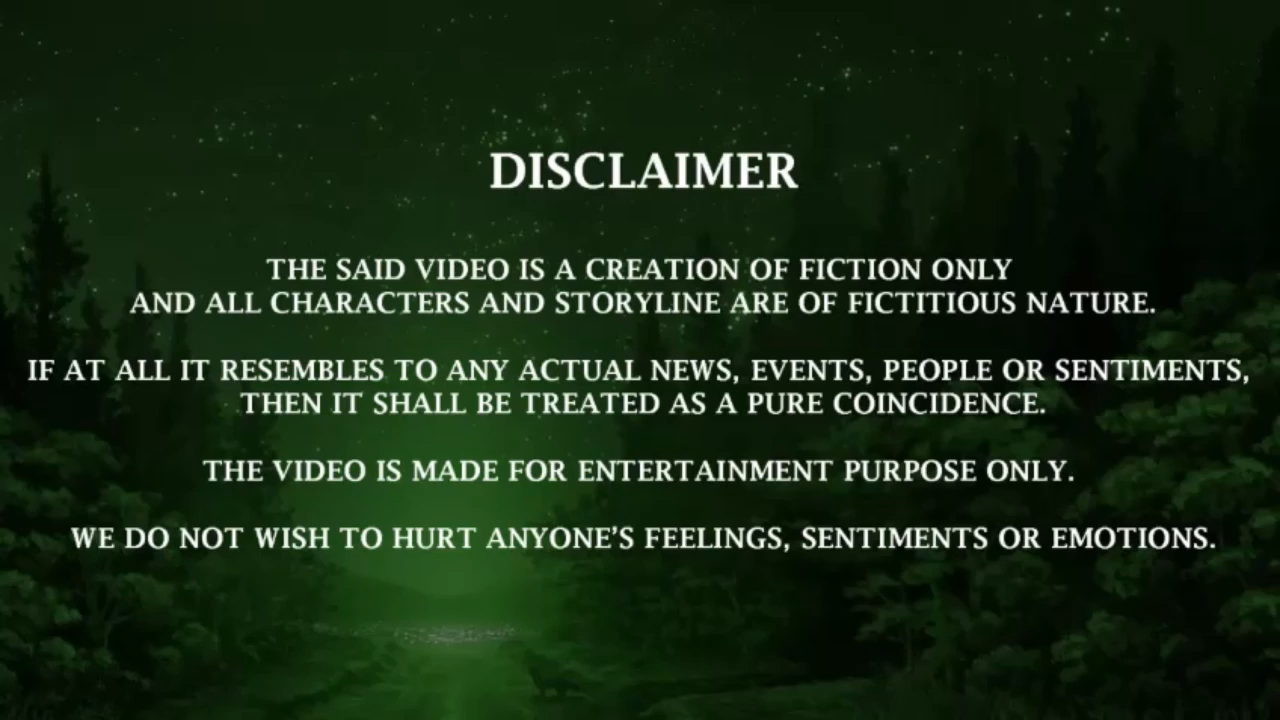 DISCLAIMER
THE SAID VIDEO IS A CREATION OF FICTION ONLY
AND ALL CHARACTERS AND STORYLINE ARE OF FICTITIOUS NATURE.
IF AT ALL IT RESEMBLES TO ANY ACTUAL NEWS, EVENTS, PEOPLE OR SENTIMENTS,
THEN IT SHALL BE TREATED AS A PURE COINCIDENCE.
THE VIDEO IS MADE FOR ENTERTAINMENT PURPOSE ONLY.
WE DO NOT WISH TO HURT ANYONE’S FEELINGS, SENTIMENTS OR EMOTIONS.